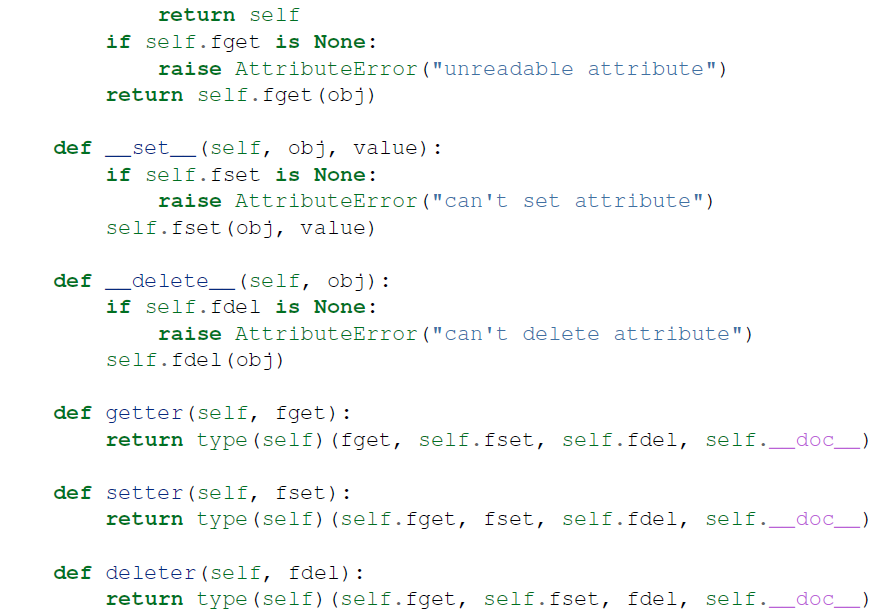 return self
        if self.fget is None:
            raise AttributeError("unreadable attribute")
        return self.fget(obj)

    def __set__(self, obj, value):
        if self.fset is None:
            raise AttributeError("can't set attribute")
        self.fset(obj, value)

    def __delete__(self, obj):
        if self.fdel is None:
            raise AttributeError("can't delete attribute")
        self.fdel(obj)

    def getter(self, fget):
        return type(self)(fget, self.fset, self.fdel, self.__doc__)

    def setter(self, fset):
        return type(self)(self.fget, fset, self.fdel, self.__doc__)

    def deleter(self, fdel):
        return type(self)(self.fget, self.fset, fdel, self.__doc__)